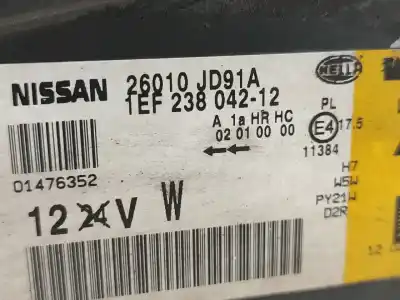 NISSAN 26010 JD91A
1EF 238 042-12
HELLA
A 1a HR HC
02 01 00 00
PL
E4 17.5
11384
01476352
H7
W5W
PY21W
D2R
12 24 V W
12